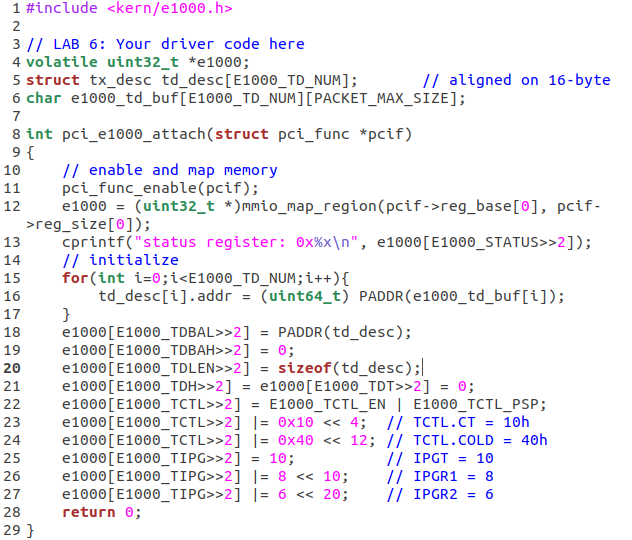 1 #include <kern/e1000.h>
2
3 // LAB 6: Your driver code here
4 volatile uint32_t *e1000;
5 struct tx_desc td_desc[E1000_TD_NUM];       // aligned on 16-byte
6 char e1000_td_buf[E1000_TD_NUM][PACKET_MAX_SIZE];
7
8 int pci_e1000_attach(struct pci_func *pcif)
9 {
10     // enable and map memory
11     pci_func_enable(pcif);
12     e1000 = (uint32_t *)mmio_map_region(pcif->reg_base[0], pcif-
>reg_size[0]);
13     cprintf("status register: 0x%x\n", e1000[E1000_STATUS>>2]);
14     // initialize
15     for(int i=0;i<E1000_TD_NUM;i++){
16         td_desc[i].addr = (uint64_t) PADDR(e1000_td_buf[i]);
17     }
18     e1000[E1000_TDBAL>>2] = PADDR(td_desc);
19     e1000[E1000_TDBAH>>2] = 0;
20     e1000[E1000_TDLEN>>2] = sizeof(td_desc);
21     e1000[E1000_TDH>>2] = e1000[E1000_TDT>>2] = 0;
22     e1000[E1000_TCTL>>2] = E1000_TCTL_EN | E1000_TCTL_PSP;
23     e1000[E1000_TCTL>>2] |= 0x10 << 4;  // TCTL.CT = 10h
24     e1000[E1000_TCTL>>2] |= 0x40 << 12; // TCTL.COLD = 40h
25     e1000[E1000_TIPG>>2] = 10;          // IPGT = 10
26     e1000[E1000_TIPG>>2] |= 8 << 10;    // IPGR1 = 8
27     e1000[E1000_TIPG>>2] |= 6 << 20;    // IPGR2 = 6
28     return 0;
29 }